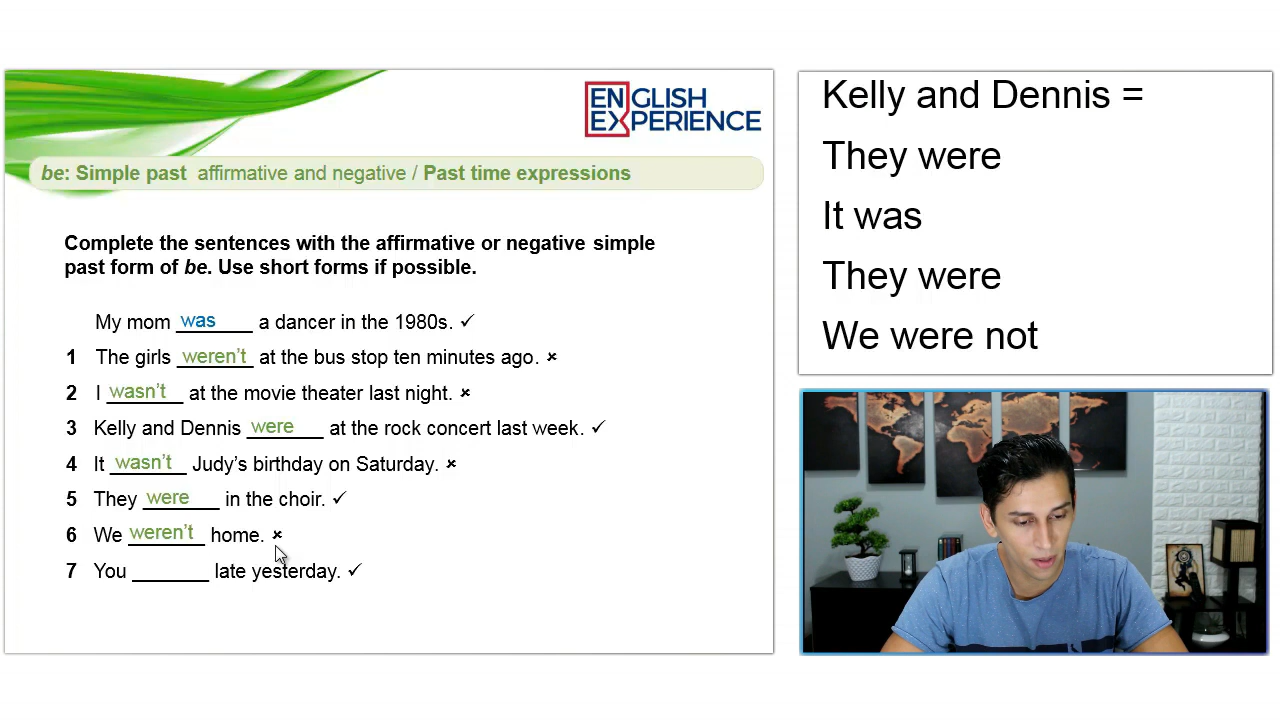 ENGLISH
EXPERIENCE
be: Simple past affirmative and negative / Past time expressions
Complete the sentences with the affirmative or negative simple
past form of be. Use short forms if possible.
My mom was a dancer in the 1980s. ✓
1 The girls weren't at the bus stop ten minutes ago. ×
2 I wasn't at the movie theater last night. ×
3 Kelly and Dennis were at the rock concert last week. ✓
4 It wasn't Judy's birthday on Saturday. ×
5 They were in the choir. ✓
6 We weren't home. ×
7 You _______ late yesterday. ✓
Kelly and Dennis =
They were
It was
They were
We were not